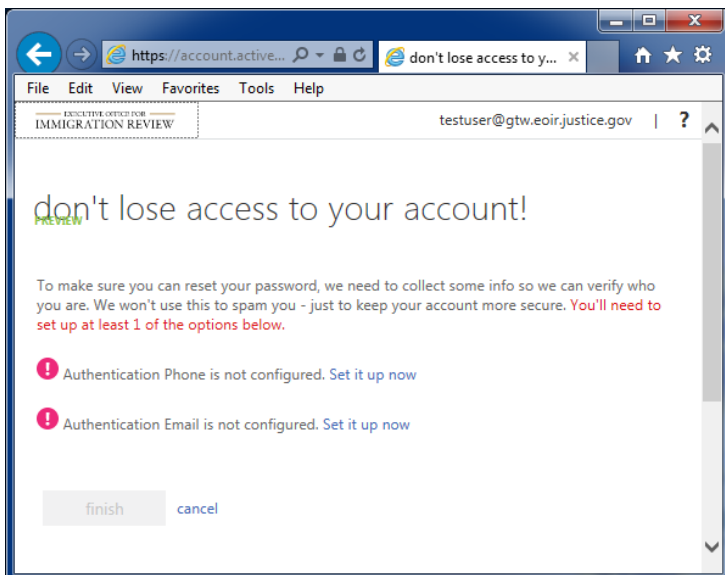 https://account.active...
don't lose access to y...
File Edit View Favorites Tools Help
EXECUTIVE OFFICE FOR
IMMIGRATION REVIEW
testuser@gtw.eoir.justice.gov | ?
don't lose access to your account!
PREVIEW
To make sure you can reset your password, we need to collect some info so we can verify who
you are. We won't use this to spam you - just to keep your account more secure. You'll need to
set up at least 1 of the options below.
Authentication Phone is not configured. Set it up now
Authentication Email is not configured. Set it up now
finish cancel